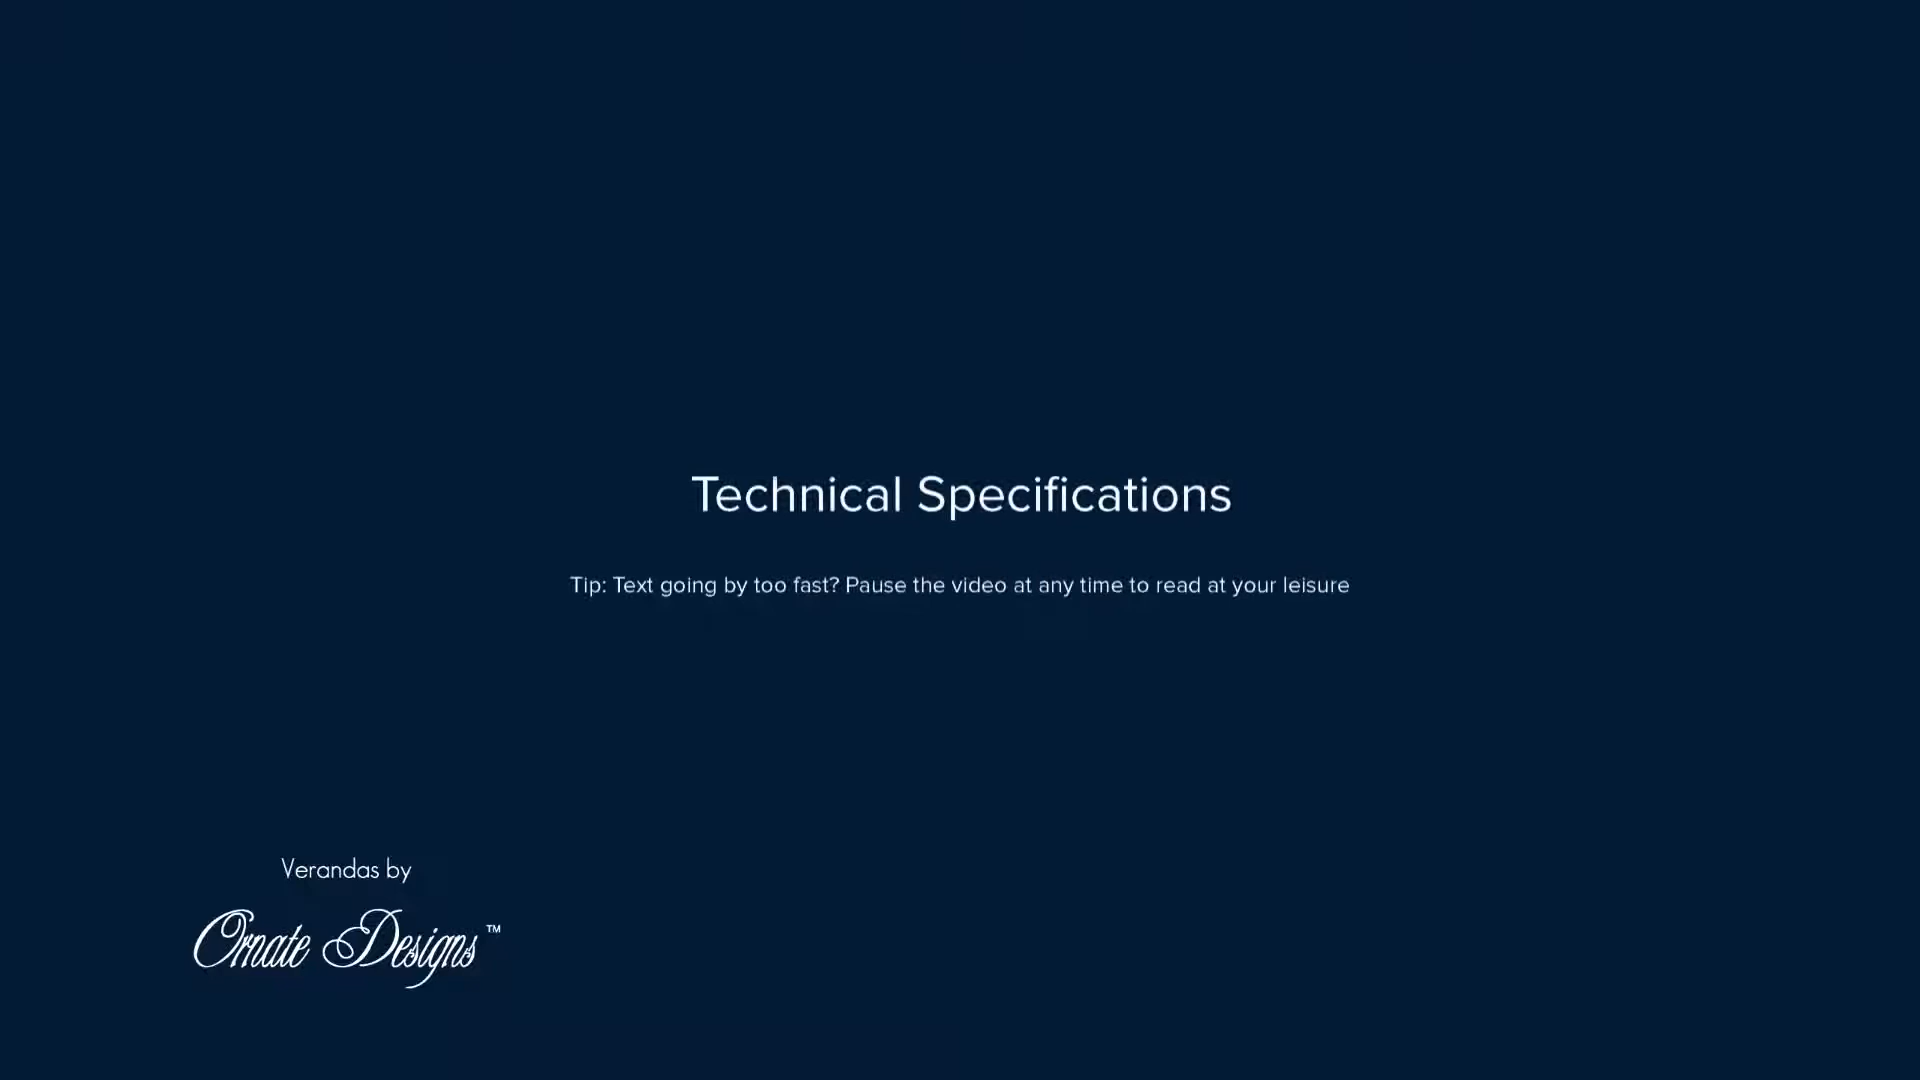 Technical Specifications
Tip: Text going by too fast? Pause the video at any time to read at your leisure
Verandas by
Ornate Designs™